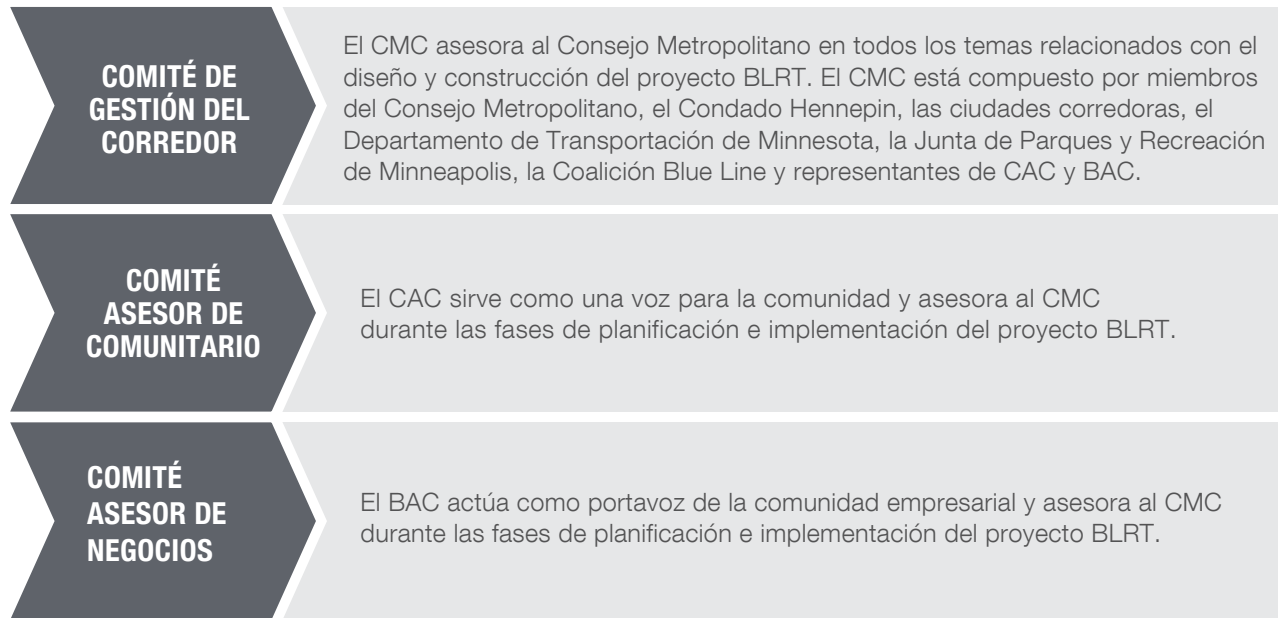 COMITÉ DE
GESTIÓN DEL
CORREDOR
El CMC asesora al Consejo Metropolitano en todos los temas relacionados con el
diseño y construcción del proyecto BLRT. El CMC está compuesto por miembros
del Consejo Metropolitano, el Condado Hennepin, las ciudades corredoras, el
Departamento de Transportación de Minnesota, la Junta de Parques y Recreación
de Minneapolis, la Coalición Blue Line y representantes de CAC y BAC.
COMITÉ
ASESOR DE
COMUNITARIO
El CAC sirve como una voz para la comunidad y asesora al CMC
durante las fases de planificación e implementación del proyecto BLRT.
COMITÉ
ASESOR DE
NEGOCIOS
El BAC actúa como portavoz de la comunidad empresarial y asesora al CMC
durante las fases de planificación e implementación del proyecto BLRT.